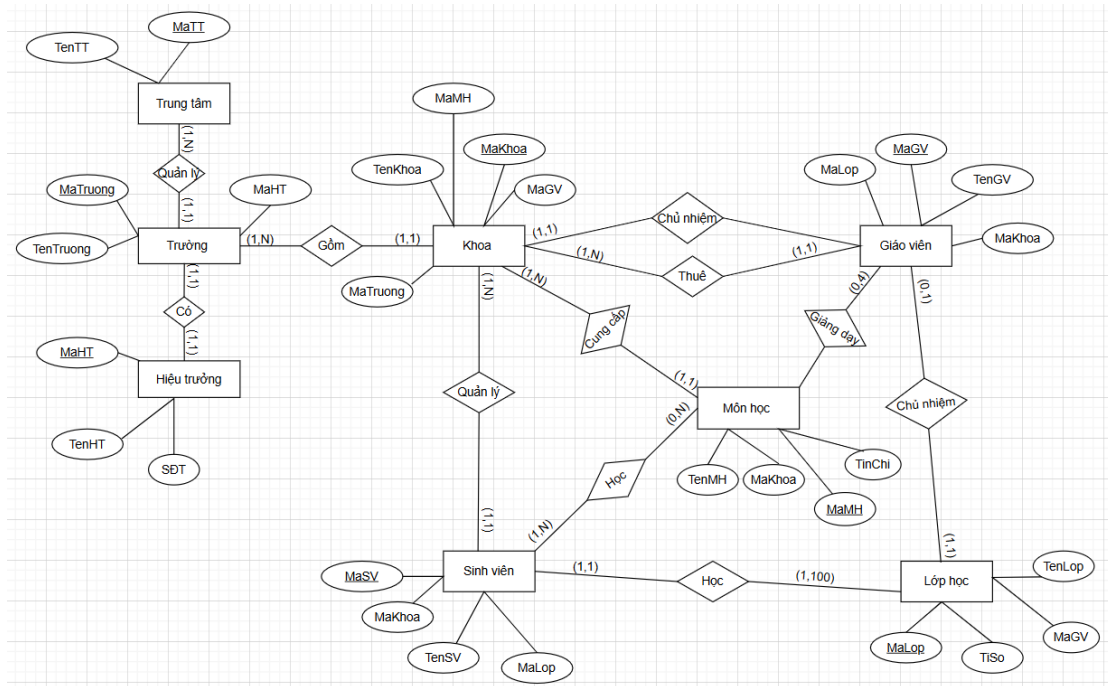 MaTT
TenTT
Trung tâm
(1,N)
Quản lý
(1,1)
MaTruong
MaHT
TenTruong
Trường
(1,N)
Gồm
(1,1)
(1,1)
Có
(1,1)
MaHT
Hiệu trưởng
TenHT
SĐT
MaMH
MaKhoa
TenKhoa
MaGV
Khoa
MaTruong
(1,1)
Chủ nhiệm
(1,N)
Thuê
(1,1)
MaGV
MaLop
TenGV
Giáo viên
MaKhoa
(1,N)
(1,N)
Cung cấp
(1,1)
(0,4)
Giảng dạy
(0,1)
Chủ nhiệm
(1,1)
Quản lý
(1,1)
Môn học
(0,N)
Học
(1,N)
TenMH
MaKhoa
TinChi
MaMH
Sinh viên
MaSV
MaKhoa
TenSV
MaLop
(1,1)
Học
(1,100)
Lớp học
TenLop
MaGV
MaLop
TiSo